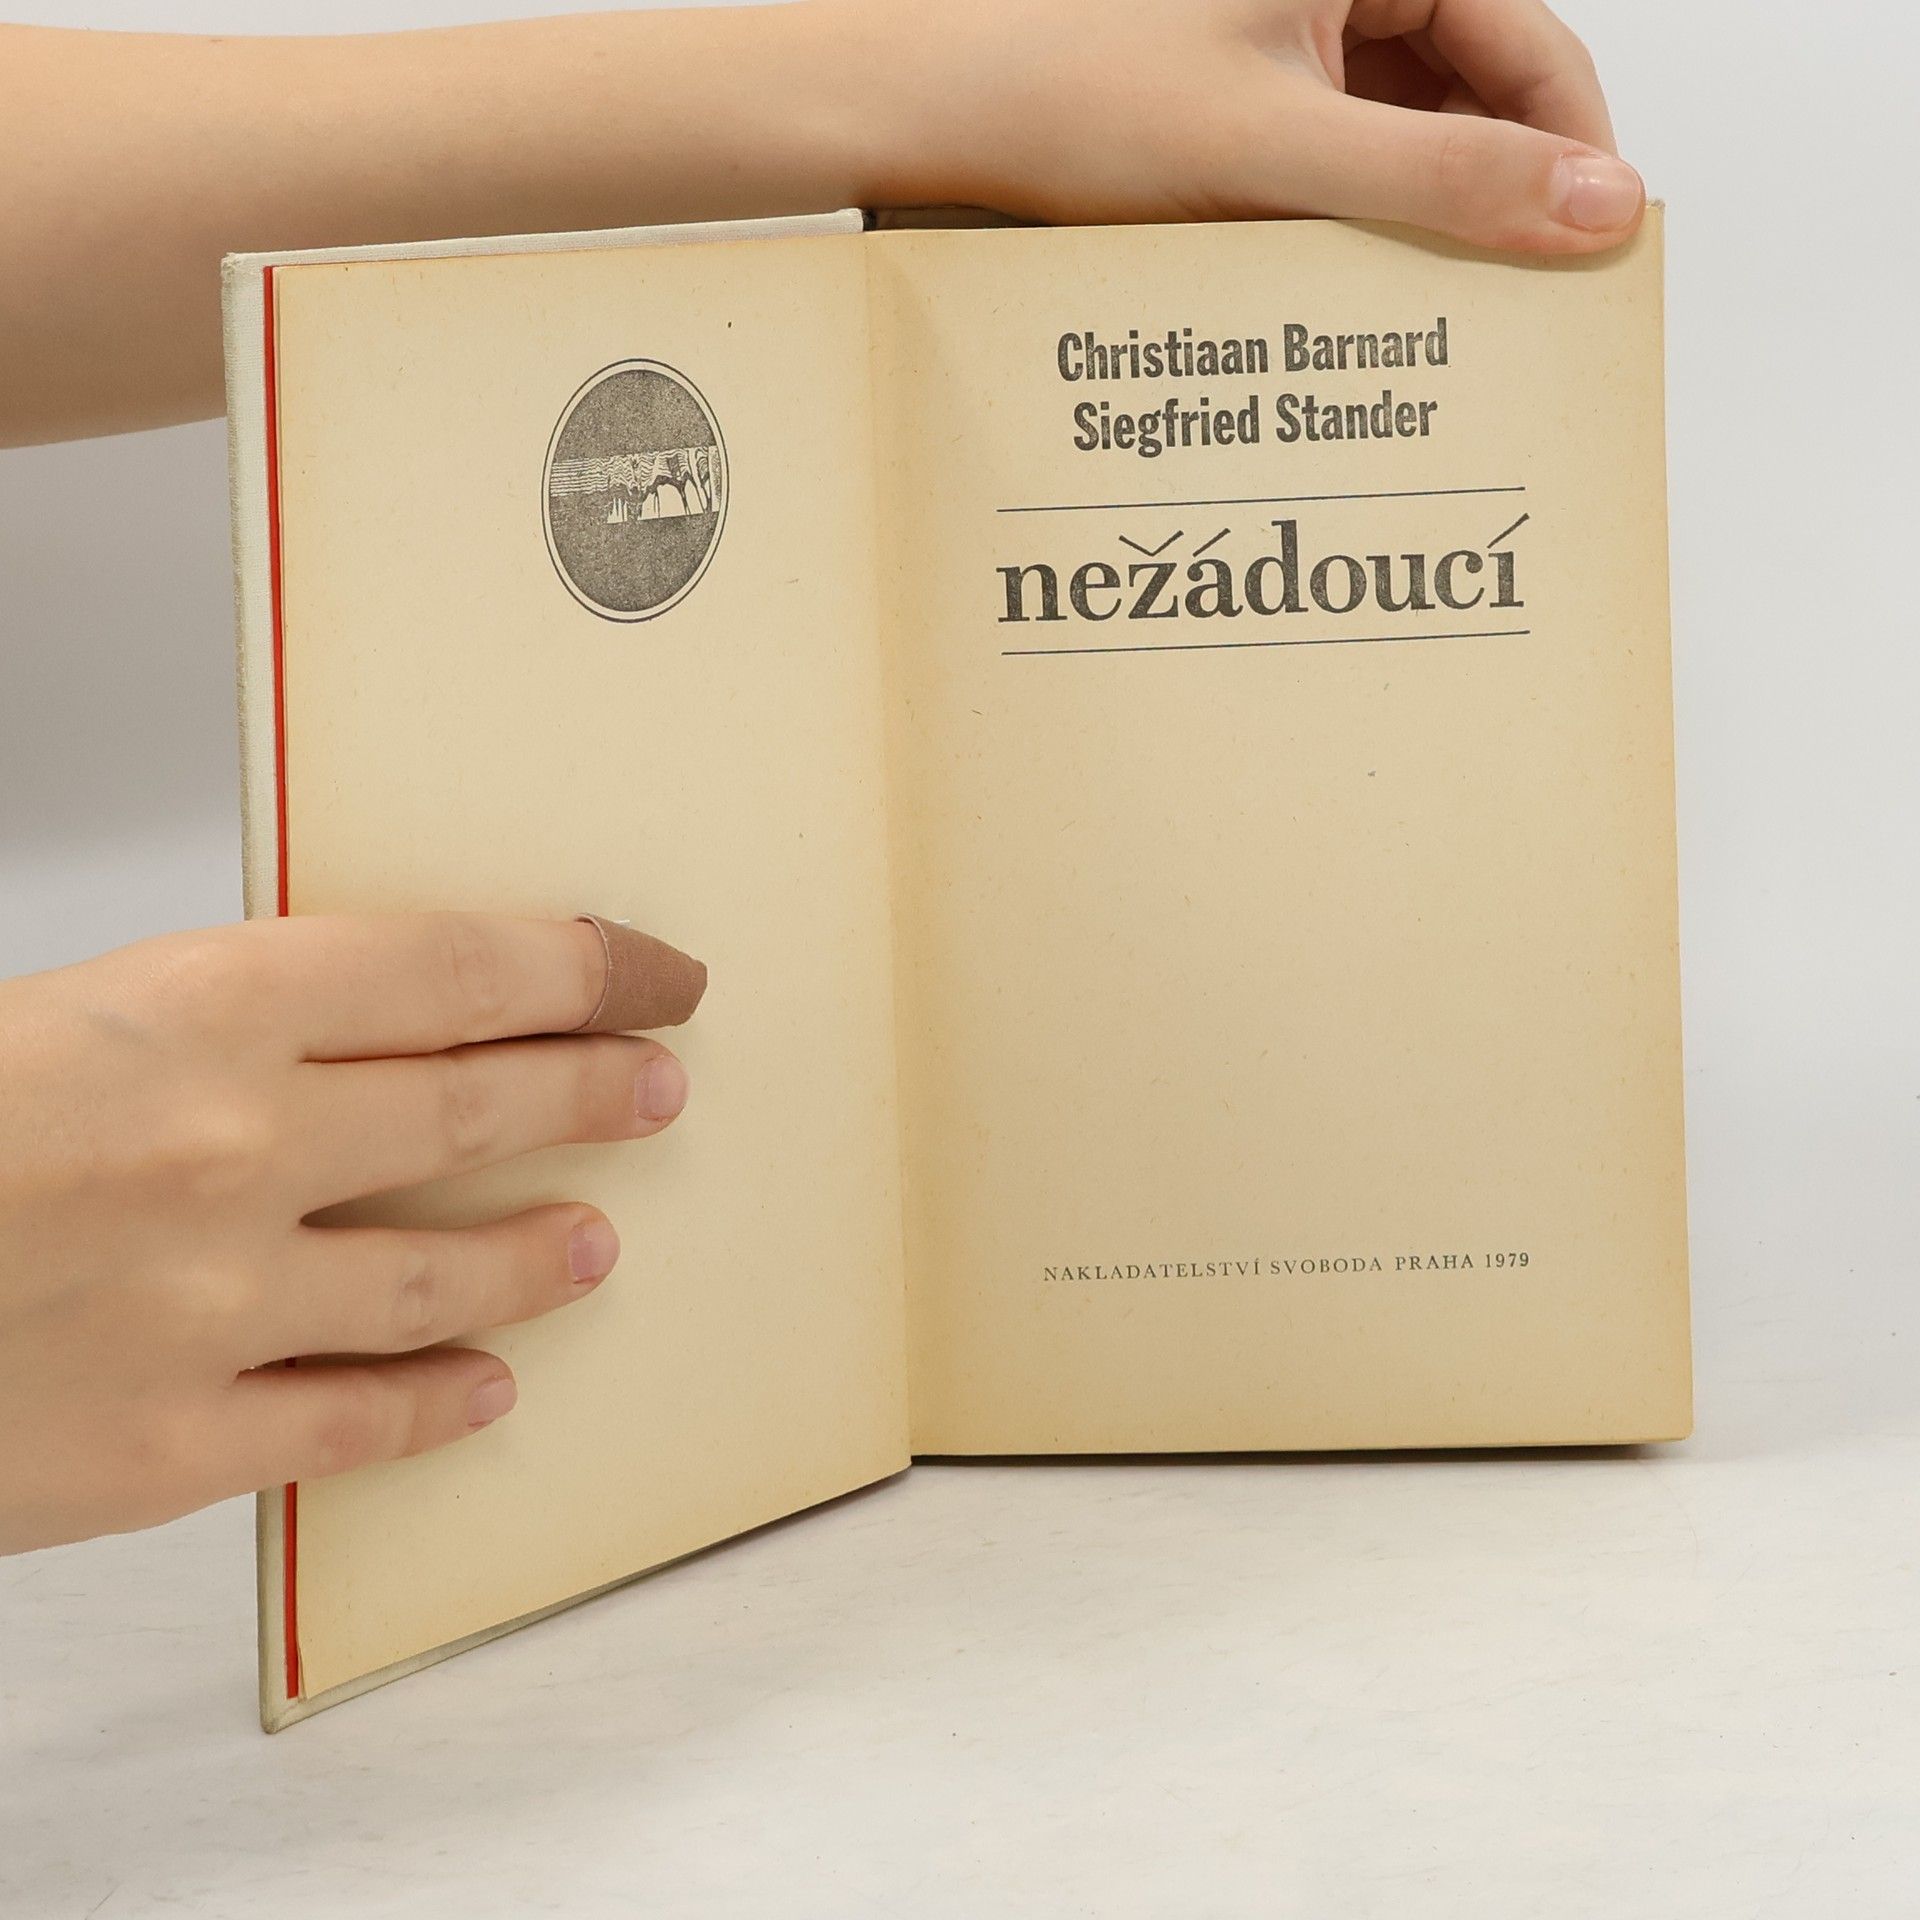 Christiaan Barnard
Siegfried Stander
nežádoucí
NAKLADATELSTVÍ SVOBODA PRAHA 1979